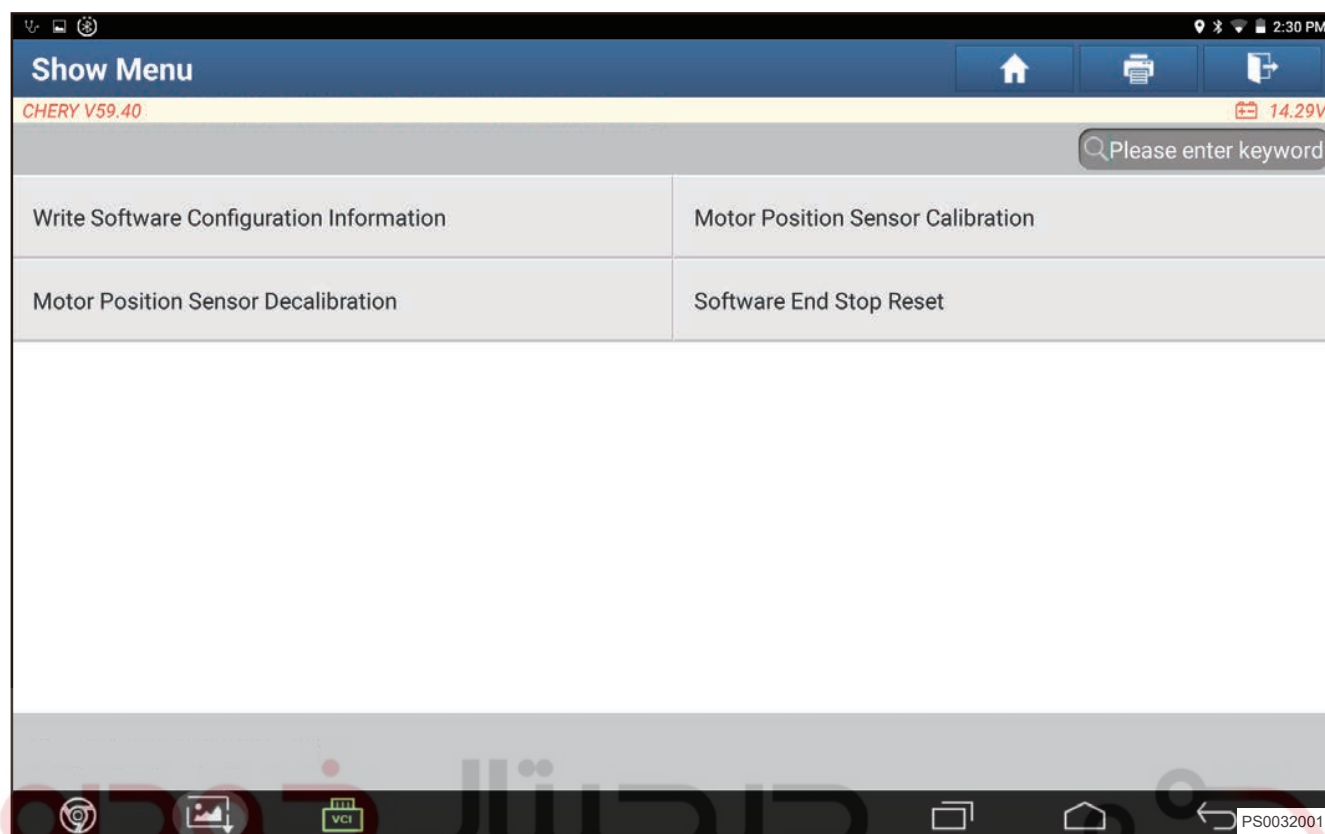 2:30 PM
Show Menu
CHERY V59.40
14.29V
Please enter keyword
Write Software Configuration Information
Motor Position Sensor Calibration
Motor Position Sensor Decalibration
Software End Stop Reset
VCI
PS0032001